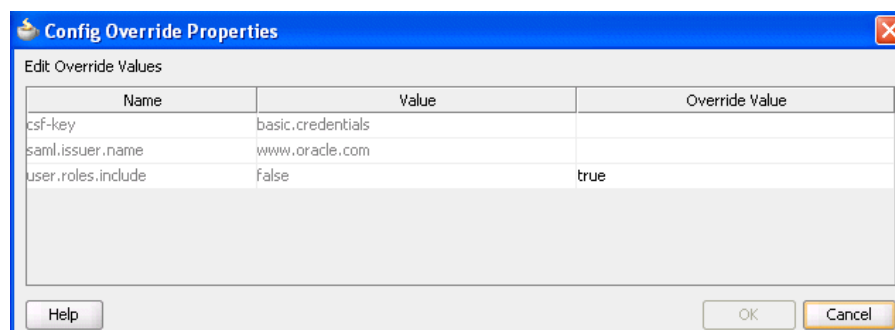 Config Override Properties
Edit Override Values
Name Value Override Value
csf-key basic.credentials
saml.issuer.name www.oracle.com
user.roles.include false true
Help OK Cancel